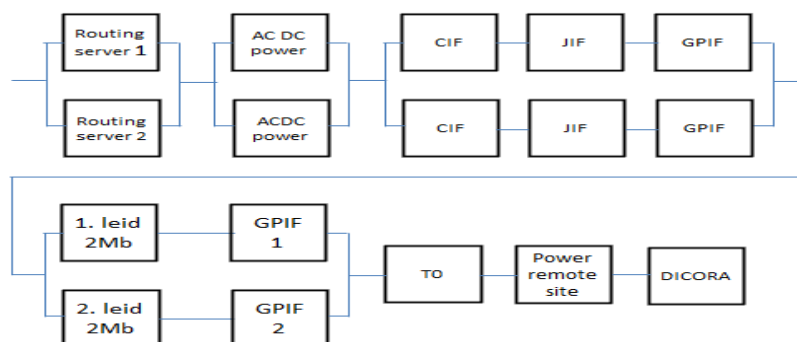 Routing
server 1
AC DC
power
CIF
JIF
GPIF
Routing
server 2
ACDC
power
CIF
JIF
GPIF
1. leid
2Mb
GPIF
1
TO
Power
remote
site
DICORA
2. leid
2Mb
GPIF
2